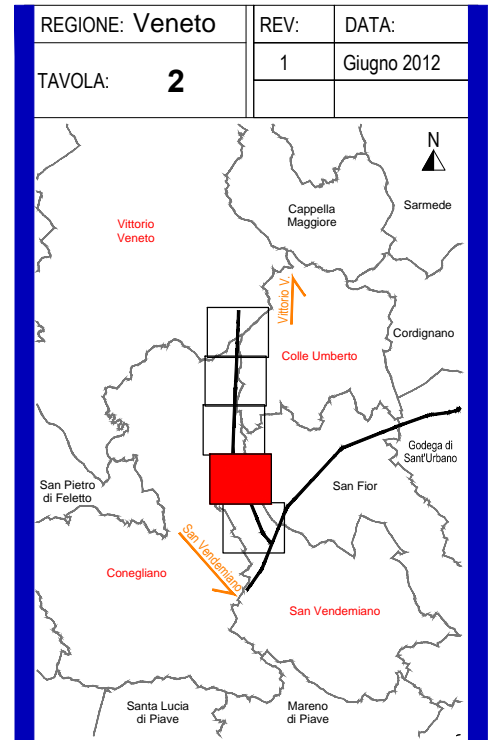 REGIONE: Veneto
REV:
DATA:
1
Giugno 2012
TAVOLA: 2
N
Sarmede
Cappella
Maggiore
Vittorio
Veneto
Vittorio V.
Cordignano
Colle Umberto
Godega di
Sant'Urbano
San Pietro
di Feletto
San Fior
San Vendemiano
Conegliano
San Vendemiano
Santa Lucia
di Piave
Mareno
di Piave